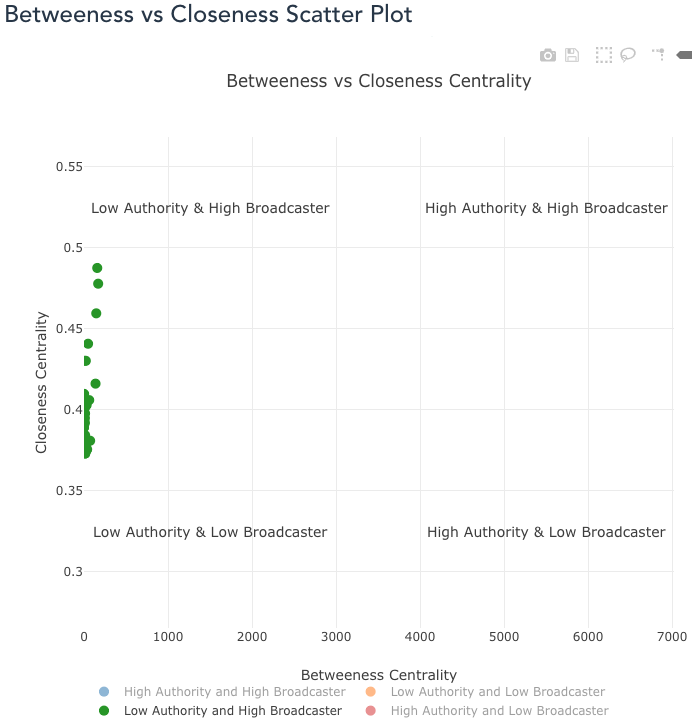 Betweeness vs Closeness Scatter Plot
Betweeness vs Closeness Centrality
0.55
Low Authority & High Broadcaster High Authority & High Broadcaster
0.5
0.45
Closeness Centrality
0.4
0.35
Low Authority & Low Broadcaster High Authority & Low Broadcaster
0.3
0 1000 2000 3000 4000 5000 6000 7000
Betweeness Centrality
High Authority and High Broadcaster Low Authority and Low Broadcaster
Low Authority and High Broadcaster High Authority and Low Broadcaster